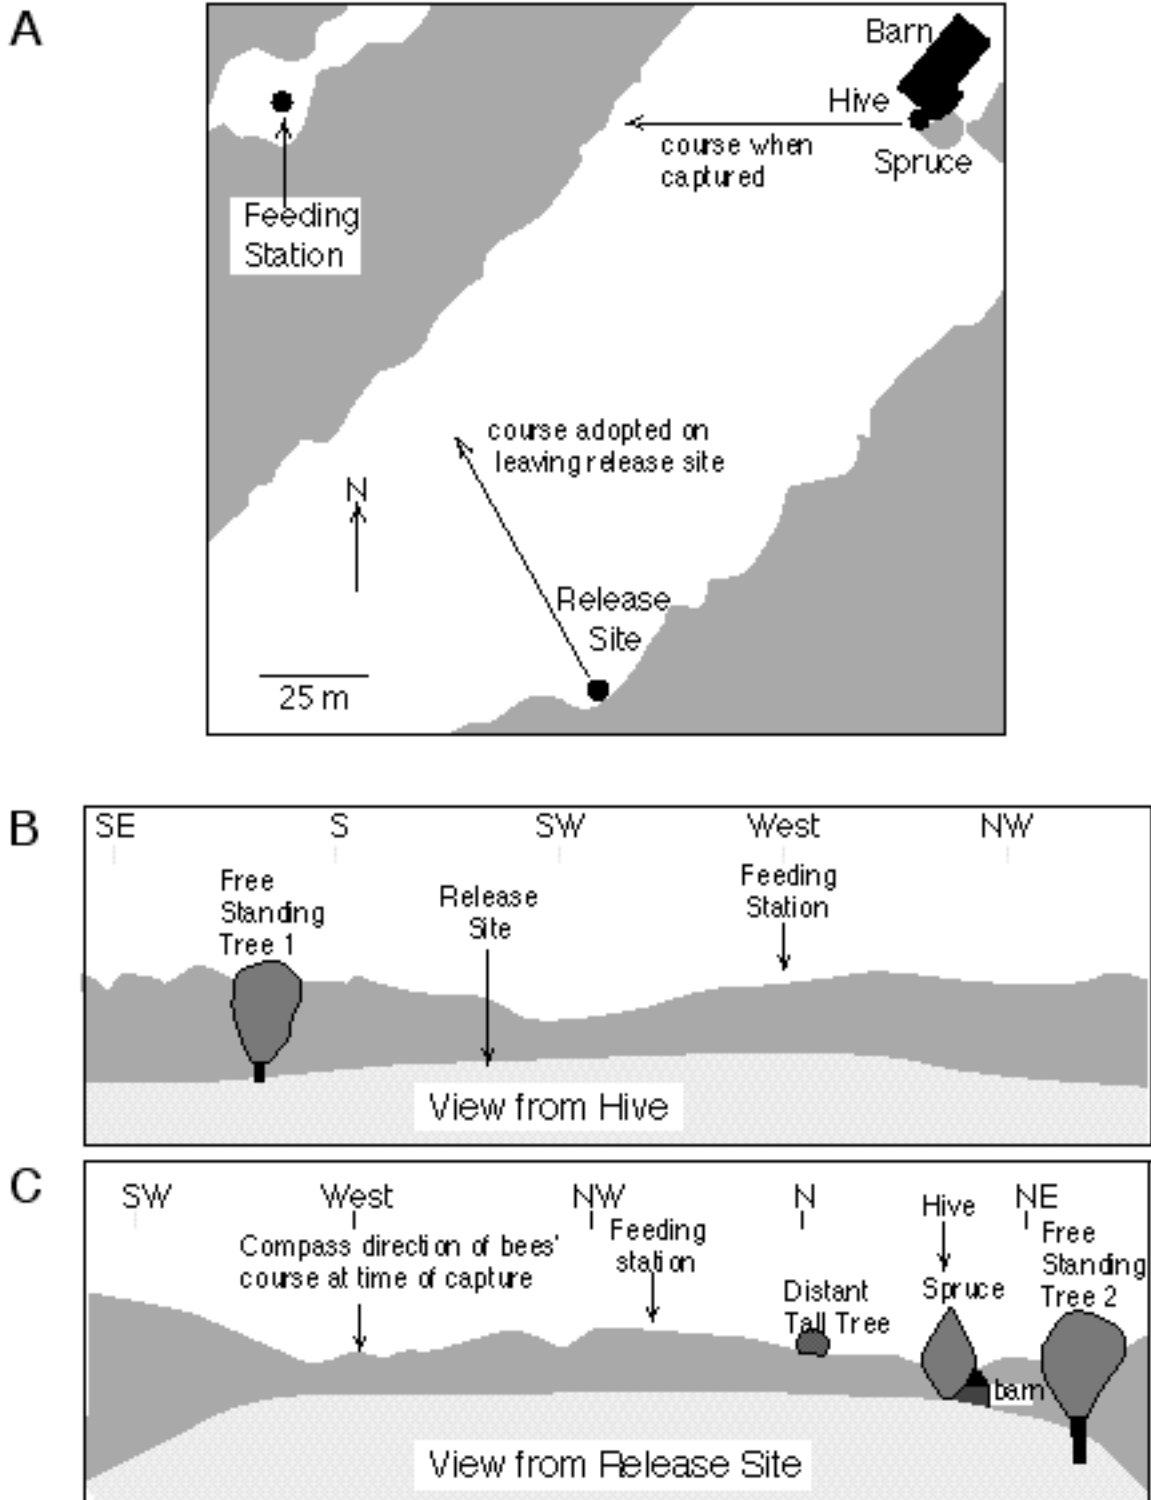 A
Barn
Hive
course when
captured
Spruce
Feeding
Station
course adopted on
leaving release site
N
Release
Site
25 m
B
SE S SW West NW
Free
Standing
Tree 1
Release
Site
Feeding
Station
View from Hive
C
SW West NW N NE
Compass direction of bees'
course at time of capture
Feeding
station
Distant
Tall Tree
Hive
Spruce
barn
Free
Standing
Tree 2
View from Release Site